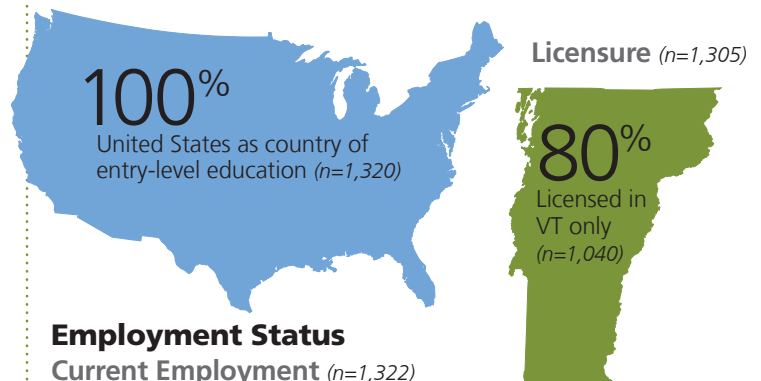 100%
United States as country of
entry-level education (n=1,320)
Licensure (n=1,305)
80%
Licensed in
VT only
(n=1,040)
Employment Status
Current Employment (n=1,322)